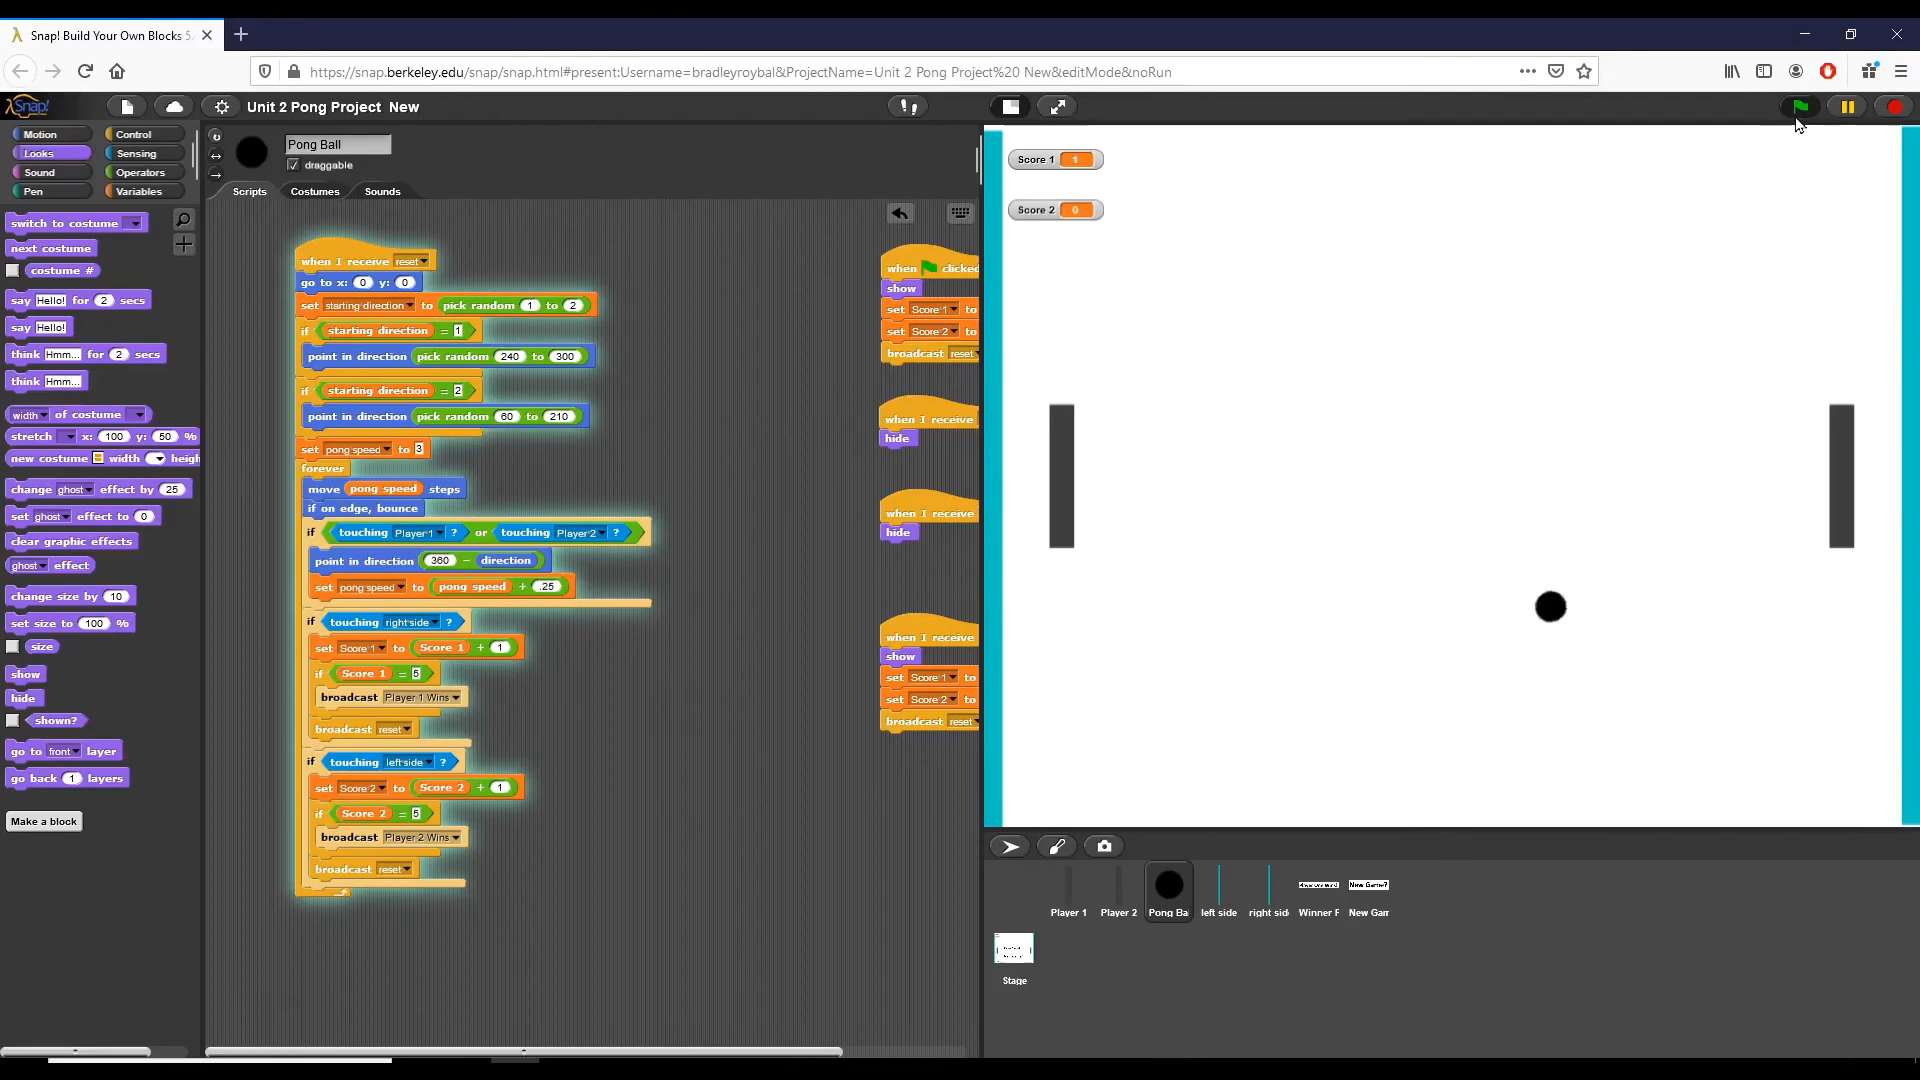 Snap! Build Your Own Blocks 5.
https://snap.berkeley.edu/snap/snap.html#present:Username=bradleyroybal&ProjectName=Unit 2 Pong Project%20 New&editMode&noRun
Snap!
Unit 2 Pong Project New
Motion
Control
Looks
Sensing
Sound
Operators
Pen
Variables
switch to costume
next costume
costume #
say Hello! for 2 secs
say Hello!
think Hmm... for 2 secs
think Hmm...
width of costume
stretch x: 100 y: 50 %
new costume width heigh
change ghost effect by 25
set ghost effect to 0
clear graphic effects
ghost effect
change size by 10
set size to 100 %
size
show
hide
shown?
go to front layer
go back 1 layers
Make a block
Pong Ball
draggable
Scripts
Costumes
Sounds
when I receive reset
go to x: 0 y: 0
set starting direction to pick random 1 to 2
if starting direction = 1
point in direction pick random 240 to 300
if starting direction = 2
point in direction pick random 60 to 210
set pong speed to 3
forever
move pong speed steps
if on edge, bounce
if touching Player 1 ? or touching Player 2 ?
point in direction 360 - direction
set pong speed to pong speed + .25
if touching right side ?
set Score 1 to Score 1 + 1
if Score 1 = 5
broadcast Player 1 Wins
broadcast reset
if touching left side ?
set Score 2 to Score 2 + 1
if Score 2 = 5
broadcast Player 2 Wins
broadcast reset
when clicked
show
set Score 1 to
set Score 2 to
broadcast reset
when I receive
hide
when I receive
hide
when I receive
show
set Score 1 to
set Score 2 to
broadcast reset
Score 1 1
Score 2 0
Player 1
Player 2
Pong Ba
left side
right sid
Winner F
New Game?
New Gam
Stage